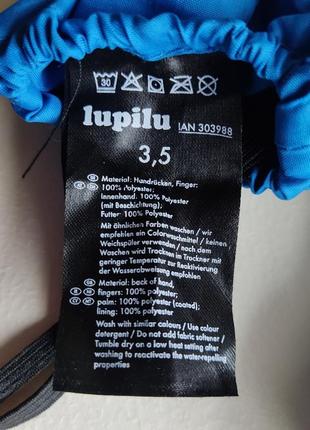 30
lupilu IAN 303988
3,5
Material: Handrücken, Finger:
100% Polyester;
Innenhand: 100% Polyester
(mit Beschichtung);
Futter: 100% Polyester
Mit ähnlichen Farben waschen / wir
empfehlen ein Colorwaschmittel / keinen
Weichspüler verwenden / nach dem
Waschen wird Trocknen im Trockner mit
geringer Temperatur zur Reaktivierung
der Wasserabweisung empfohlen
Material: back of hand,
fingers: 100% polyester;
palm: 100% polyester (coated);
lining: 100% polyester
Wash with similar colours / Use colour
detergent / Do not add fabric softener /
Tumble dry on a low heat setting after
washing to reactivate the water-repelling
properties